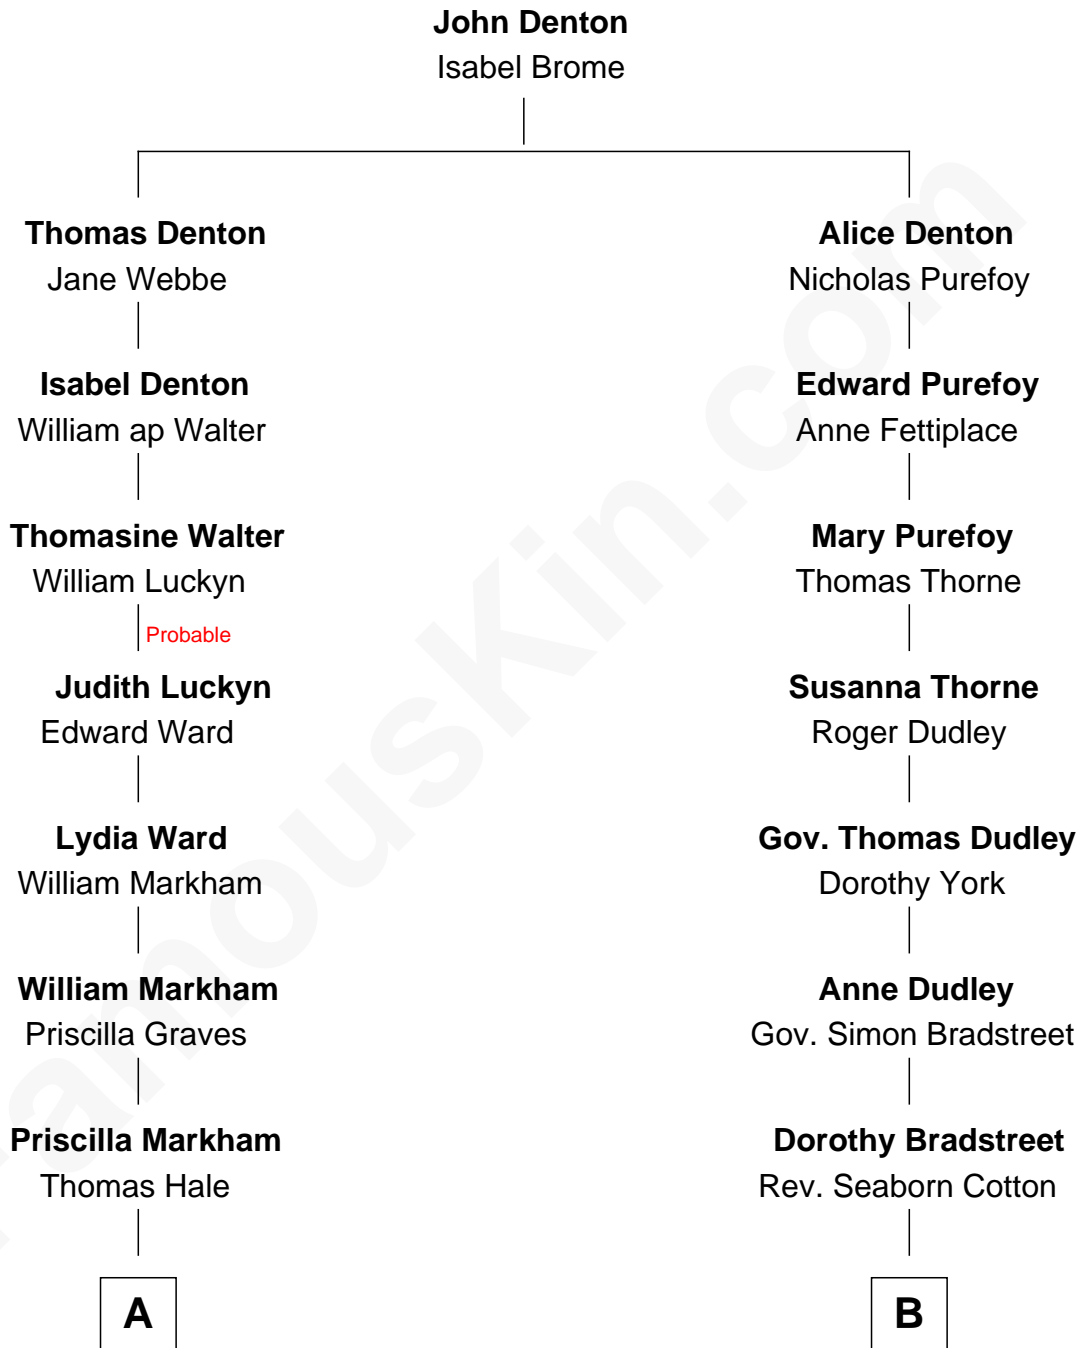 John Denton
Isabel Brome
Thomas Denton
Jane Webbe
Isabel Denton
William ap Walter
Thomasine Walter
William Luckyn
Probable
Judith Luckyn
Edward Ward
Lydia Ward
William Markham
William Markham
Priscilla Graves
Priscilla Markham
Thomas Hale
A
Alice Denton
Nicholas Purefoy
Edward Purefoy
Anne Fettiplace
Mary Purefoy
Thomas Thorne
Susanna Thorne
Roger Dudley
Gov. Thomas Dudley
Dorothy York
Anne Dudley
Gov. Simon Bradstreet
Dorothy Bradstreet
Rev. Seaborn Cotton
B
FamousKin.com